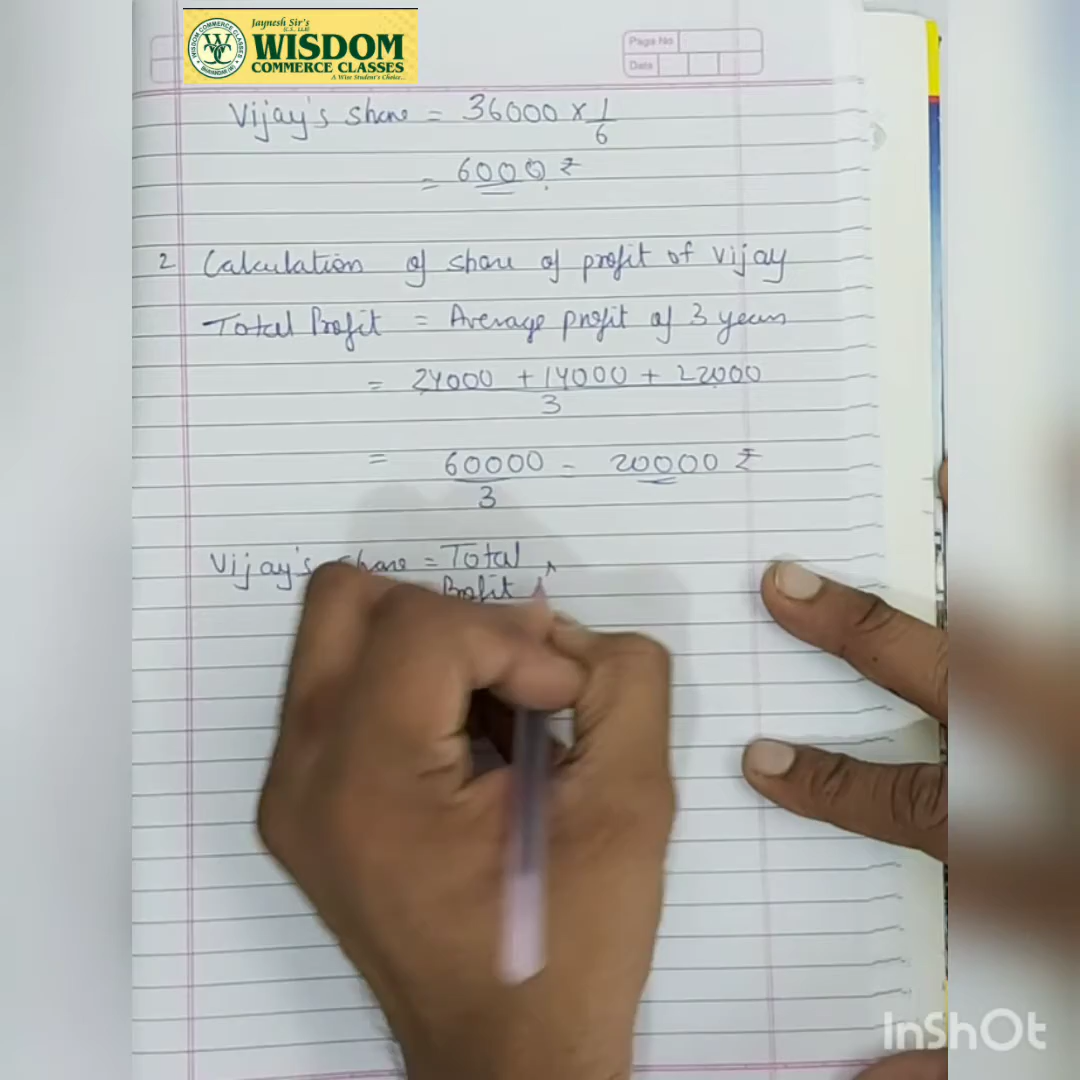 Jaynesh Sir's
WISDOM
COMMERCE CLASSES
A Wise Student's Choice...
Page No
Date
Vijay's share = 36000 × 1/6
= 6000 ₹
2 Calculation of share of profit of Vijay
Total Profit = Average profit of 3 years
= 24000 + 14000 + 22000
3
= 60000/3 = 20000 ₹
Vijay's share = Total
Profit
InShOt